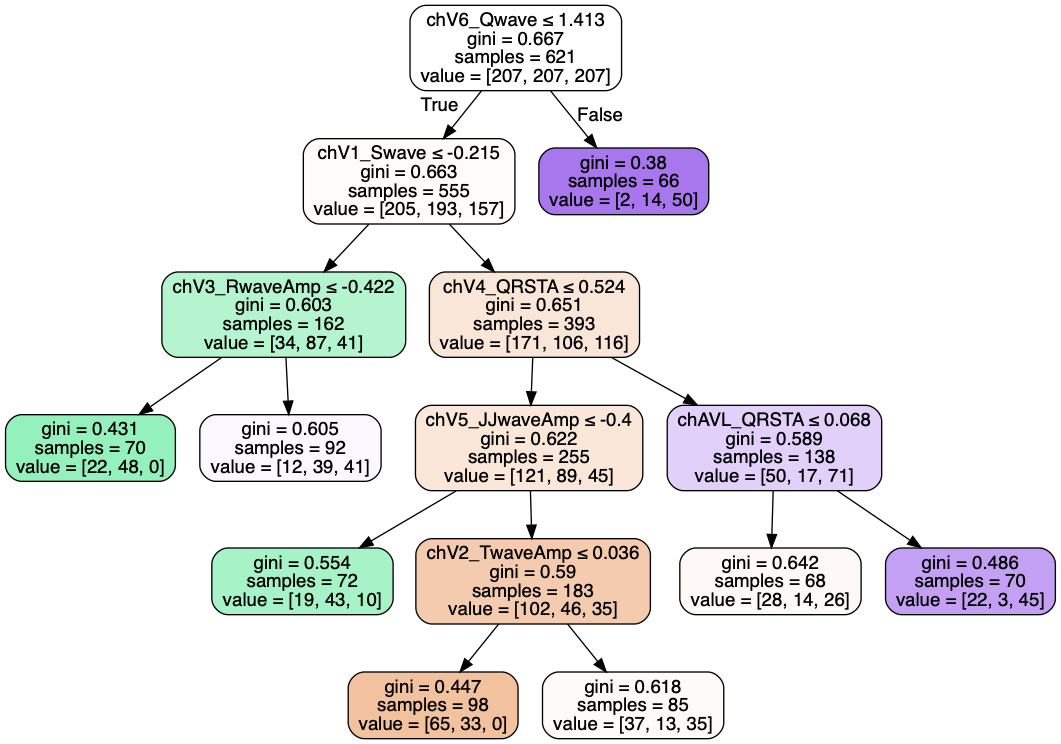 chV6_Qwave ≤ 1.413
gini = 0.667
samples = 621
value = [207, 207, 207]
True
False
chV1_Swave ≤ -0.215
gini = 0.663
samples = 555
value = [205, 193, 157]
gini = 0.38
samples = 66
value = [2, 14, 50]
chV3_RwaveAmp ≤ -0.422
gini = 0.603
samples = 162
value = [34, 87, 41]
chV4_QRSTA ≤ 0.524
gini = 0.651
samples = 393
value = [171, 106, 116]
gini = 0.431
samples = 70
value = [22, 48, 0]
gini = 0.605
samples = 92
value = [12, 39, 41]
chV5_JJwaveAmp ≤ -0.4
gini = 0.622
samples = 255
value = [121, 89, 45]
chAVL_QRSTA ≤ 0.068
gini = 0.589
samples = 138
value = [50, 17, 71]
gini = 0.554
samples = 72
value = [19, 43, 10]
chV2_TwaveAmp ≤ 0.036
gini = 0.59
samples = 183
value = [102, 46, 35]
gini = 0.642
samples = 68
value = [28, 14, 26]
gini = 0.486
samples = 70
value = [22, 3, 45]
gini = 0.447
samples = 98
value = [65, 33, 0]
gini = 0.618
samples = 85
value = [37, 13, 35]